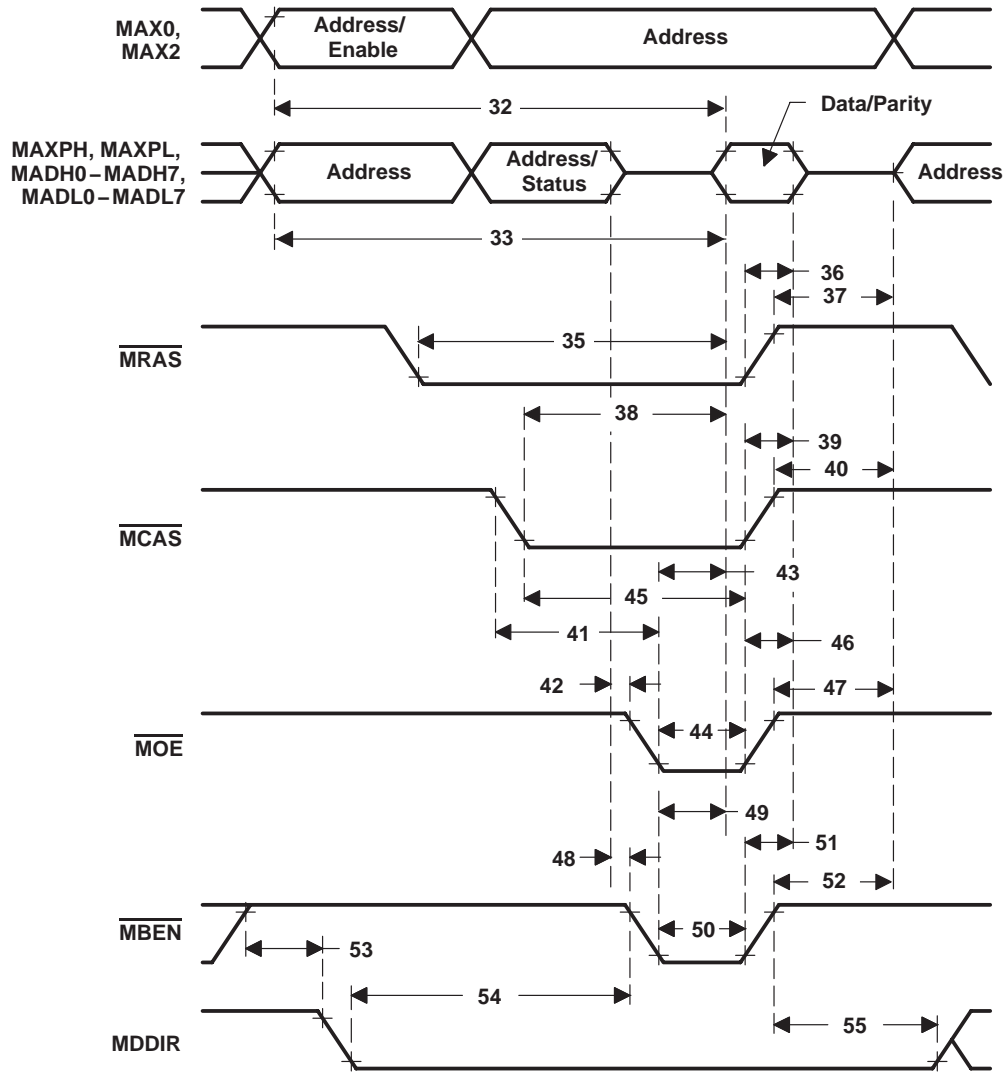 MAX0,
MAX2
Address/
Enable
Address
32
Data/Parity
MAXPH, MAXPL,
MADH0–MADH7,
MADL0–MADL7
Address
Address/
Status
Address
33
36
37
MRAS
35
38
39
40
MCAS
43
45
41
46
42
47
MOE
44
49
48
51
52
MBEN
50
53
54
55
MDDIR